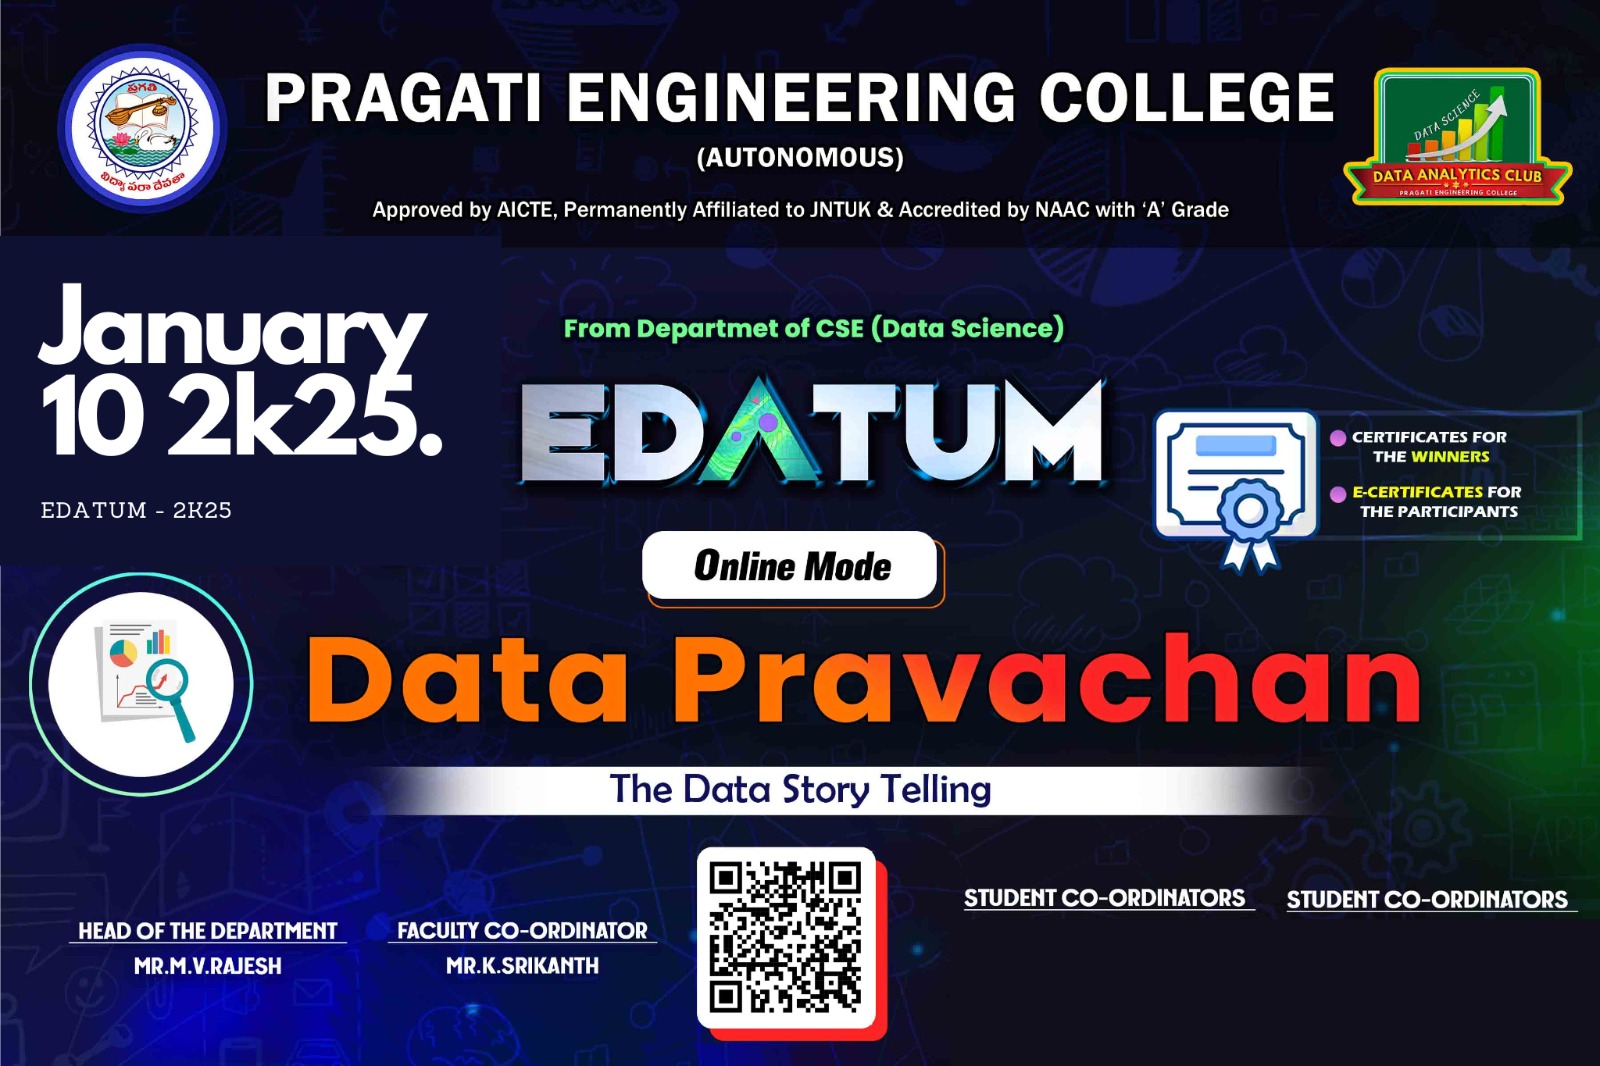 PRAGATI ENGINEERING COLLEGE
(AUTONOMOUS)
Approved by AICTE, Permanently Affiliated to JNTUK & Accredited by NAAC with ‘A’ Grade
ప్రగతి
విద్యా పరా దేవతా
DATA SCIENCE
DATA ANALYTICS CLUB
PRAGATI ENGINEERING COLLEGE
January
10 2k25.
EDATUM - 2K25
From Departmet of CSE (Data Science)
EDATUM
CERTIFICATES FOR
THE WINNERS
E-CERTIFICATES FOR
THE PARTICIPANTS
Online Mode
Data Pravachan
The Data Story Telling
HEAD OF THE DEPARTMENT
MR.M.V.RAJESH
FACULTY CO-ORDINATOR
MR.K.SRIKANTH
STUDENT CO-ORDINATORS
STUDENT CO-ORDINATORS